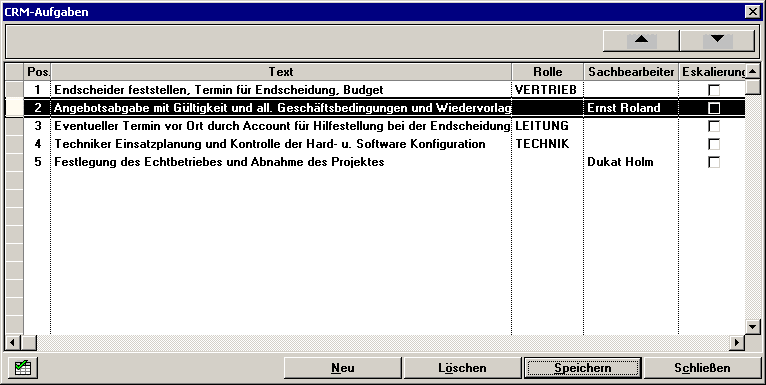 CRM-Aufgaben
Pos. Text Rolle Sachbearbeiter Eskalierung
1 Endscheider feststellen, Termin für Endscheidung, Budget VERTRIEB
2 Angebotsabgabe mit Gültigkeit und all. Geschäftsbedingungen und Wiedervorlag Ernst Roland
3 Eventueller Termin vor Ort durch Account für Hilfestellung bei der Endscheidung LEITUNG
4 Techniker Einsatzplanung und Kontrolle der Hard- u. Software Konfiguration TECHNIK
5 Festlegung des Echtbetriebes und Abnahme des Projektes Dukat Holm
Neu Löschen Speichern Schließen